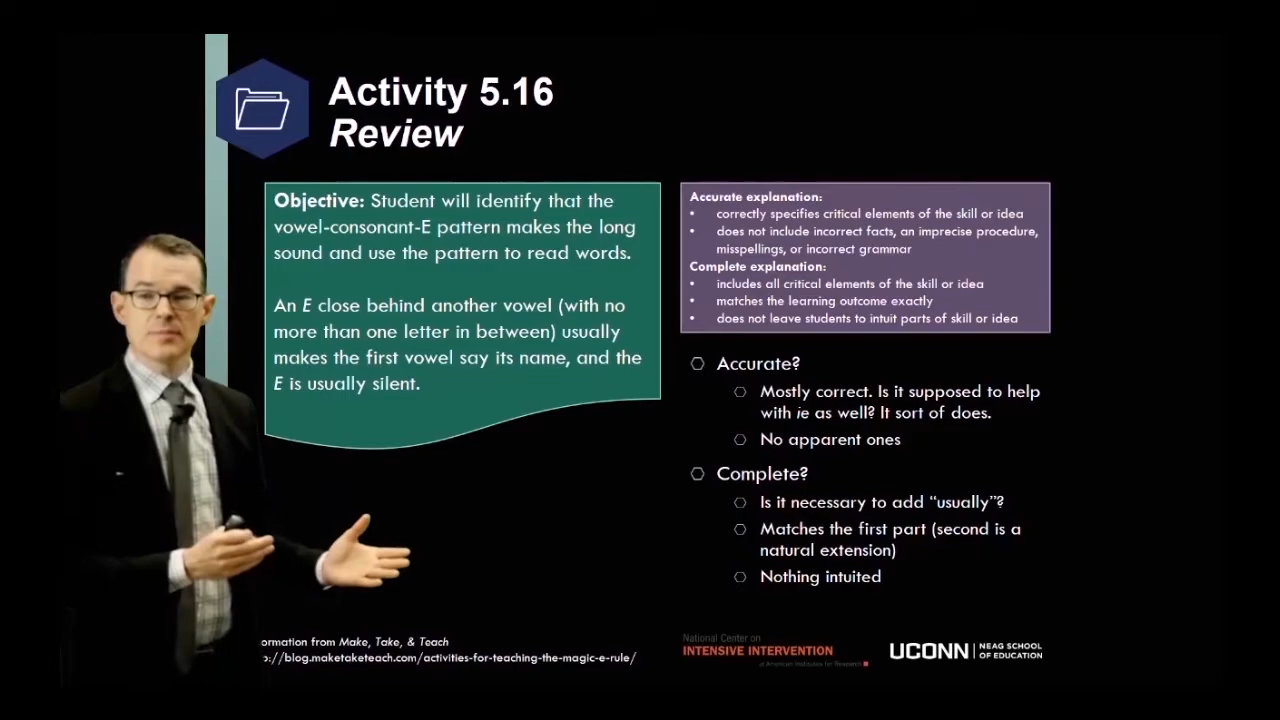 Activity 5.16
Review
Objective: Student will identify that the
vowel-consonant-E pattern makes the long
sound and use the pattern to read words.
An E close behind another vowel (with no
more than one letter in between) usually
makes the first vowel say its name, and the
E is usually silent.
Accurate explanation:
• correctly specifies critical elements of the skill or idea
• does not include incorrect facts, an imprecise procedure,
misspellings, or incorrect grammar
Complete explanation:
• includes all critical elements of the skill or idea
• matches the learning outcome exactly
• does not leave students to intuit parts of skill or idea
Accurate?
Mostly correct. Is it supposed to help
with ie as well? It sort of does.
No apparent ones
Complete?
Is it necessary to add “usually”?
Matches the first part (second is a
natural extension)
Nothing intuited
ormation from Make, Take, & Teach
://blog.maketaketeach.com/activities-for-teaching-the-magic-e-rule/
National Center on
INTENSIVE INTERVENTION
at American Institutes for Research
UCONN | NEAG SCHOOL
OF EDUCATION